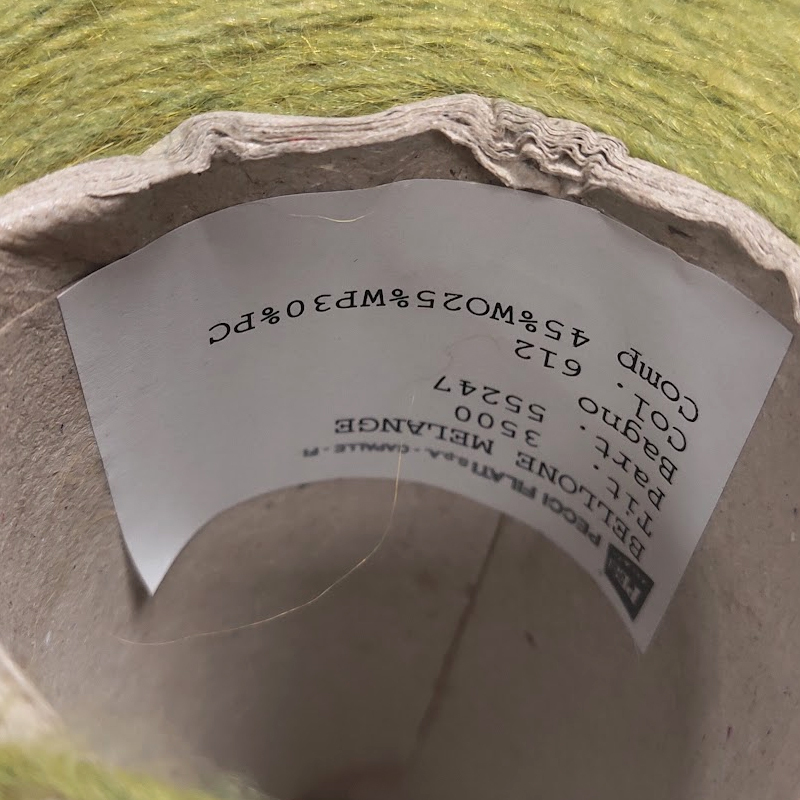 PECCI FILATI s.p.A. - CAPALLE - FI
BELLONE MELANGE
Tit.
Part. 3500
Bagno . 55247
Col. 612
Comp 45%WO25%WP30%PC